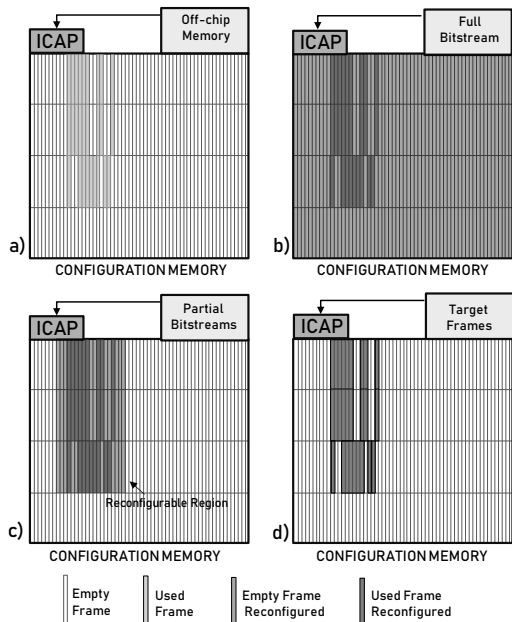 Off-chip
Memory
ICAP
a)
CONFIGURATION MEMORY
Full
Bitstream
ICAP
b)
CONFIGURATION MEMORY
Partial
Bitstreams
ICAP
Reconfigurable Region
c)
CONFIGURATION MEMORY
Target
Frames
ICAP
d)
CONFIGURATION MEMORY
Empty
Frame
Used
Frame
Empty Frame
Reconfigured
Used Frame
Reconfigured